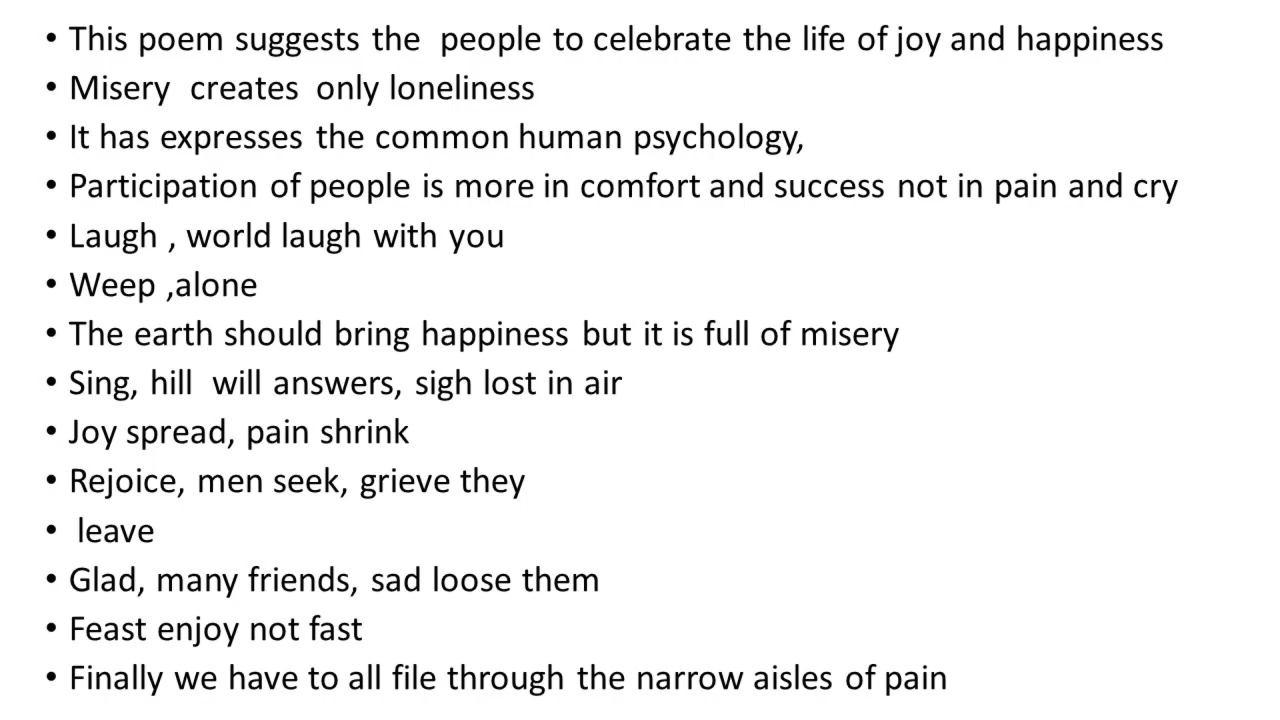 • This poem suggests the  people to celebrate the life of joy and happiness
• Misery  creates  only loneliness
• It has expresses the common human psychology,
• Participation of people is more in comfort and success not in pain and cry
• Laugh , world laugh with you
• Weep ,alone
• The earth should bring happiness but it is full of misery
• Sing, hill  will answers, sigh lost in air
• Joy spread, pain shrink
• Rejoice, men seek, grieve they
•  leave
• Glad, many friends, sad loose them
• Feast enjoy not fast
• Finally we have to all file through the narrow aisles of pain